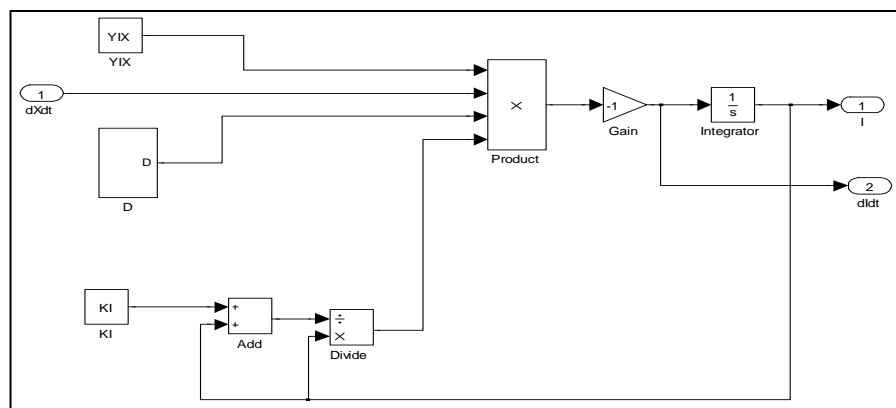 YIX
YIX
1
dXdt
D
D
×
Product
-1
Gain
1
s
Integrator
1
I
2
dIdt
KI
KI
+
+
Add
÷
×
Divide